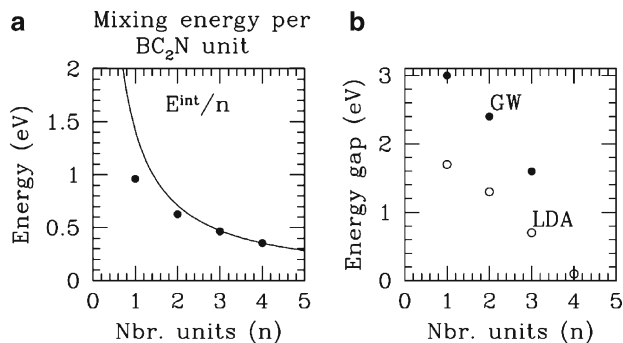 a
Mixing energy per
BC₂N unit
Energy (eV)
2
1.5
1
0.5
0
E^int/n
0 1 2 3 4 5
Nbr. units (n)
b
Energy gap (eV)
3
2
1
0
GW
LDA
0 1 2 3 4 5
Nbr. units (n)